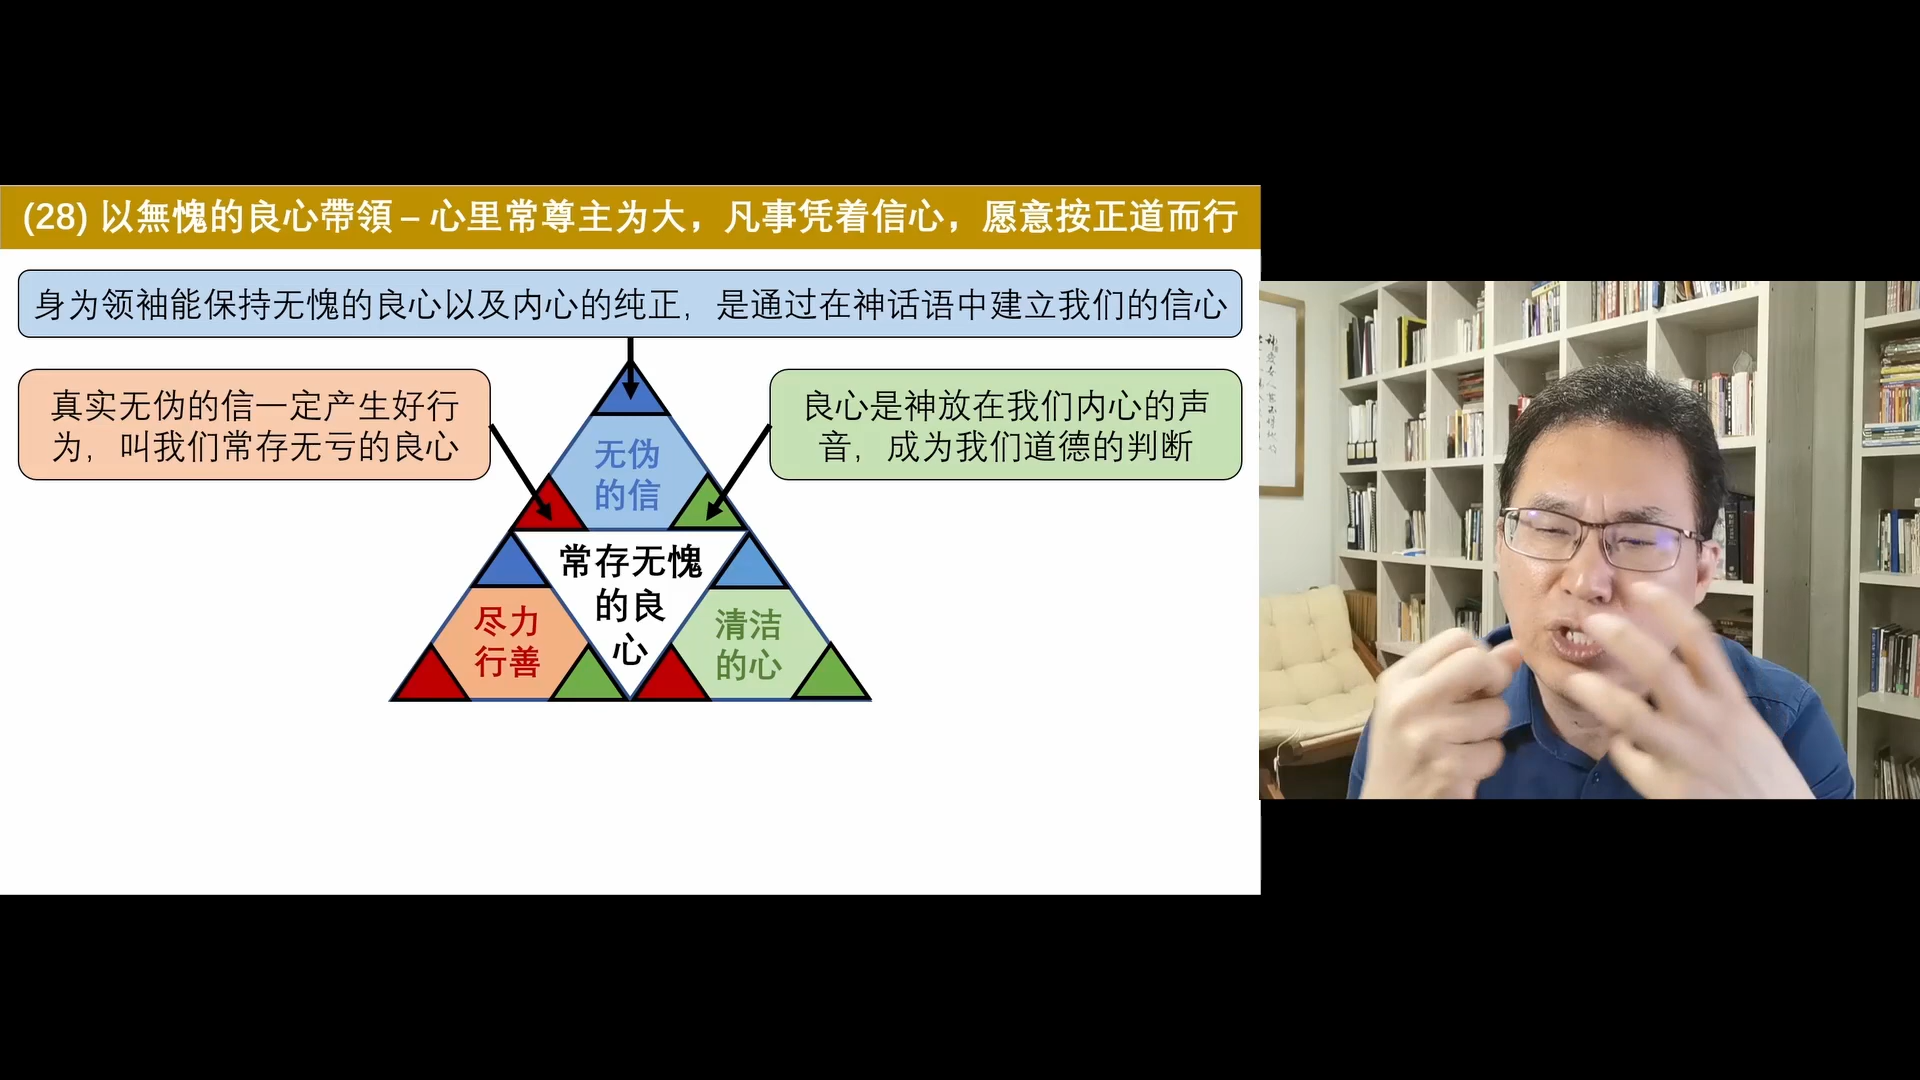 (28) 以無愧的良心帶領 – 心里常尊主为大，凡事凭着信心，愿意按正道而行
身为领袖能保持无愧的良心以及内心的纯正，是通过在神话语中建立我们的信心
真实无伪的信一定产生好行
为，叫我们常存无亏的良心
良心是神放在我们内心的声
音，成为我们道德的判断
无伪
的信
常存无愧
的良
心
尽力
行善
清洁
的心